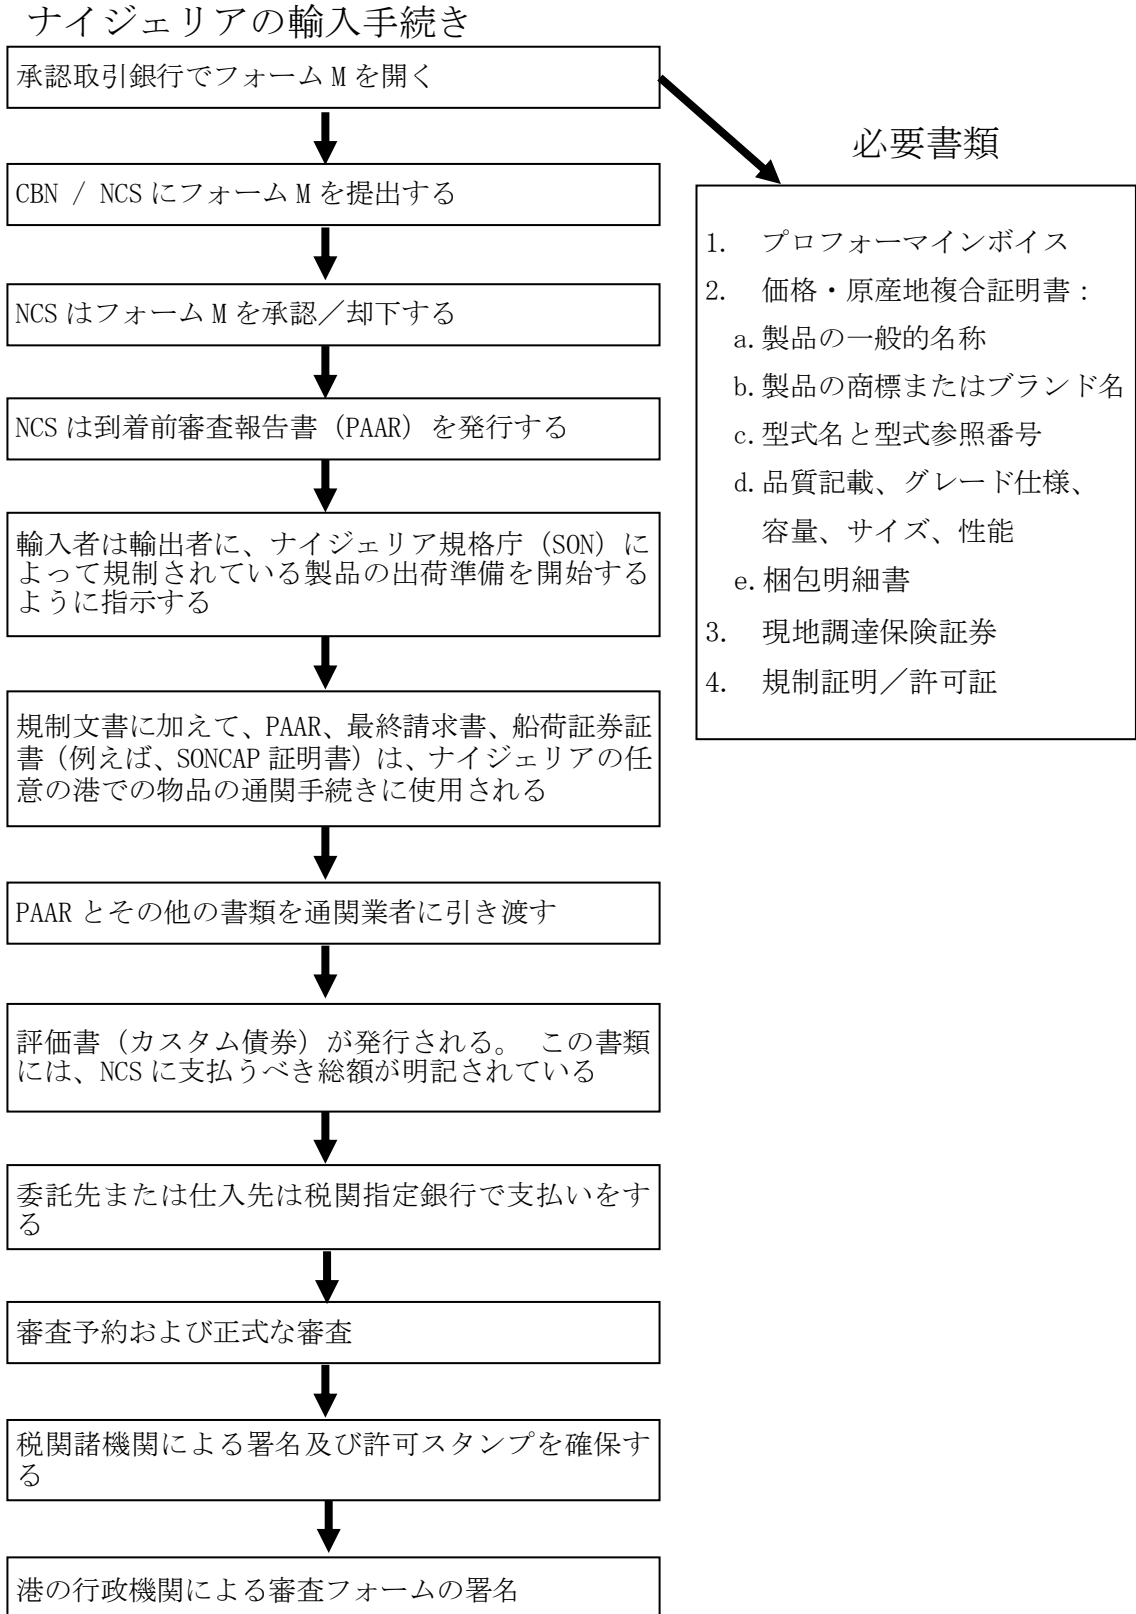 ナイジェリアの輸入手続き
承認取引銀行でフォーム M を開く
CBN / NCS にフォーム M を提出する
NCS はフォーム M を承認／却下する
NCS は到着前審査報告書（PAAR）を発行する
輸入者は輸出者に、ナイジェリア規格庁（SON）に
よって規制されている製品の出荷準備を開始する
ように指示する
規制文書に加えて、PAAR、最終請求書、船荷証券証
書（例えば、SONCAP 証明書）は、ナイジェリアの任
意の港での物品の通関手続きに使用される
PAAR とその他の書類を通関業者に引き渡す
評価書（カスタム債券）が発行される。 この書類
には、NCS に支払うべき総額が明記されている
委託先または仕入先は税関指定銀行で支払いをす
る
審査予約および正式な審査
税関諸機関による署名及び許可スタンプを確保す
る
港の行政機関による審査フォームの署名
必要書類
1. プロフォーマインボイス
2. 価格・原産地複合証明書：
a. 製品の一般的名称
b. 製品の商標またはブランド名
c. 型式名と型式参照番号
d. 品質記載、グレード仕様、
容量、サイズ、性能
e. 梱包明細書
3. 現地調達保険証券
4. 規制証明／許可証